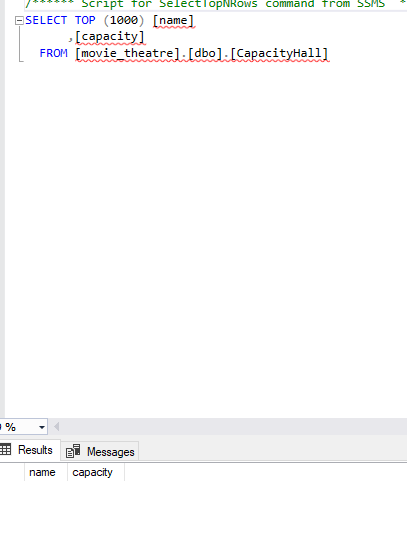 /****** Script for SelectTopNRows command from SSMS *
SELECT TOP (1000) [name]
,[capacity]
FROM [movie_theatre].[dbo].[CapacityHall]
%
Results Messages
name capacity